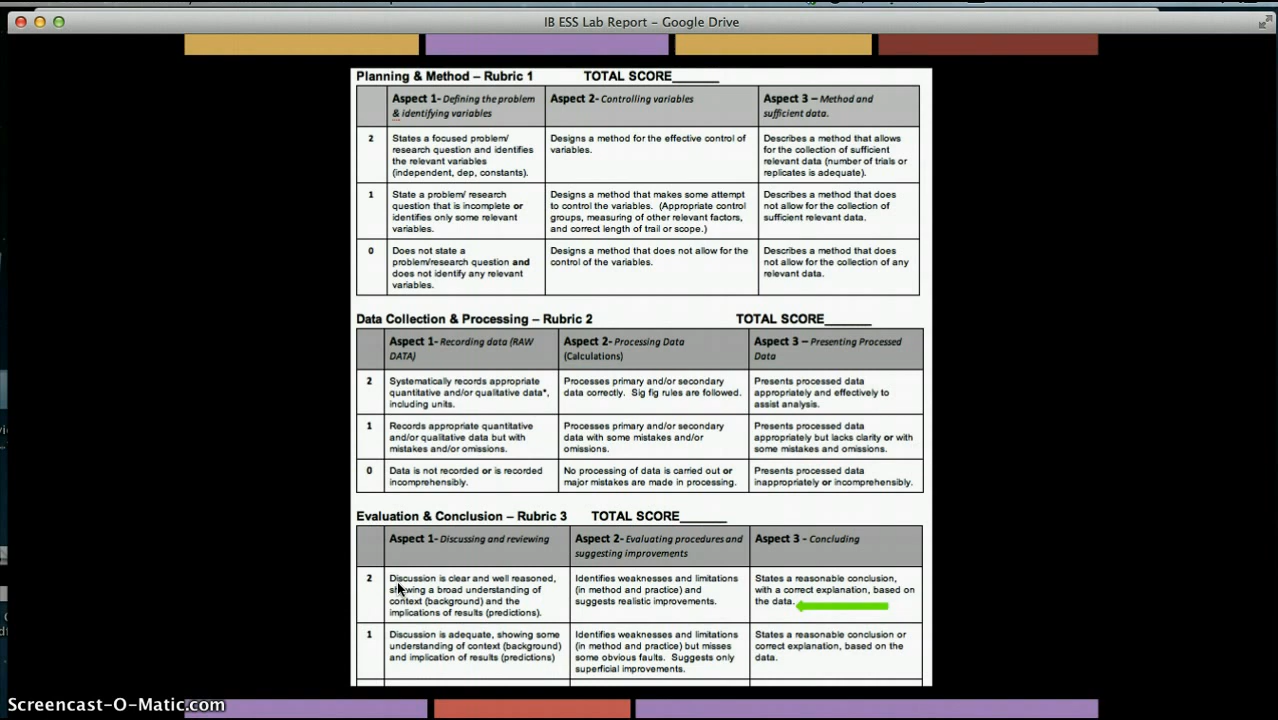 IB ESS Lab Report – Google Drive
Planning & Method – Rubric 1 TOTAL SCORE______
Aspect 1- Defining the problem
& identifying variables
Aspect 2- Controlling variables
Aspect 3 – Method and
sufficient data.
2
States a focused problem/
research question and identifies
the relevant variables
(independent, dep, constants).
Designs a method for the effective control of
variables.
Describes a method that allows
for the collection of sufficient
relevant data (number of trials or
replicates is adequate).
1
State a problem/ research
question that is incomplete or
identifies only some relevant
variables.
Designs a method that makes some attempt
to control the variables. (Appropriate control
groups, measuring of other relevant factors,
and correct length of trail or scope.)
Describes a method that does
not allow for the collection of
sufficient relevant data.
0
Does not state a
problem/research question and
does not identify any relevant
variables.
Designs a method that does not allow for the
control of the variables.
Describes a method that does
not allow for the collection of any
relevant data.
Data Collection & Processing – Rubric 2 TOTAL SCORE______
Aspect 1- Recording data (RAW
DATA)
Aspect 2- Processing Data
(Calculations)
Aspect 3 – Presenting Processed
Data
2
Systematically records appropriate
quantitative and/or qualitative data*,
including units.
Processes primary and/or secondary
data correctly. Sig fig rules are followed.
Presents processed data
appropriately and effectively to
assist analysis.
1
Records appropriate quantitative
and/or qualitative data but with
mistakes and/or omissions.
Processes primary and/or secondary
data with some mistakes and/or
omissions.
Presents processed data
appropriately but lacks clarity or with
some mistakes and omissions.
0
Data is not recorded or is recorded
incomprehensibly.
No processing of data is carried out or
major mistakes are made in processing.
Presents processed data
inappropriately or incomprehensibly.
Evaluation & Conclusion – Rubric 3 TOTAL SCORE______
Aspect 1- Discussing and reviewing
Aspect 2- Evaluating procedures and
suggesting improvements
Aspect 3 - Concluding
2
Discussion is clear and well reasoned,
showing a broad understanding of
context (background) and the
implications of results (predictions).
Identifies weaknesses and limitations
(in method and practice) and
suggests realistic improvements.
States a reasonable conclusion,
with a correct explanation, based on
the data.
1
Discussion is adequate, showing some
understanding of context (background)
and implication of results (predictions)
Identifies weaknesses and limitations
(in method and practice) but misses
some obvious faults. Suggests only
superficial improvements.
States a reasonable conclusion or
correct explanation, based on the
data.
Screencast-O-Matic.com